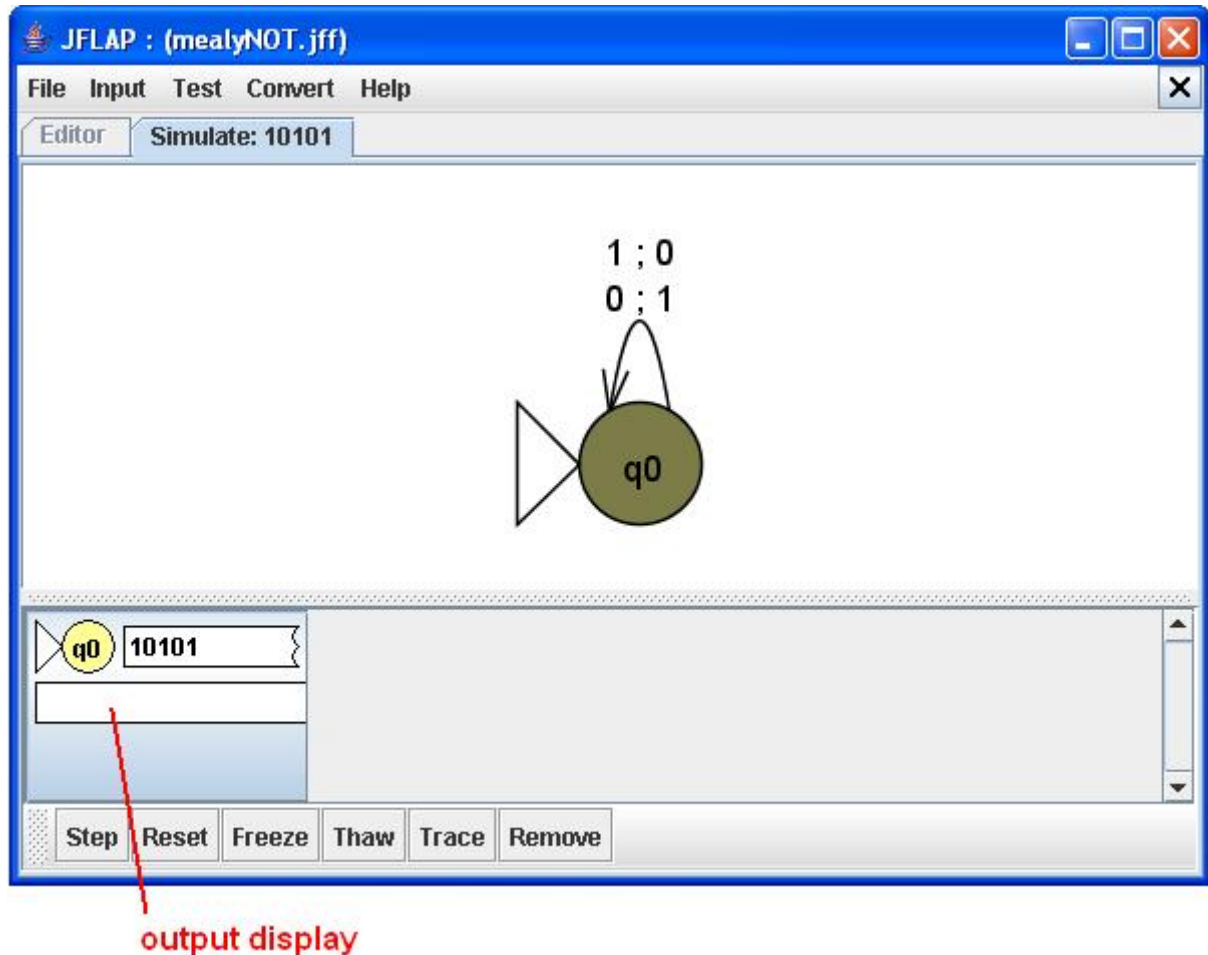 JFLAP : (mealyNOT.jff)
File Input Test Convert Help
Editor Simulate: 10101
1 ; 0
0 ; 1
q0
q0 10101
Step Reset Freeze Thaw Trace Remove
output display